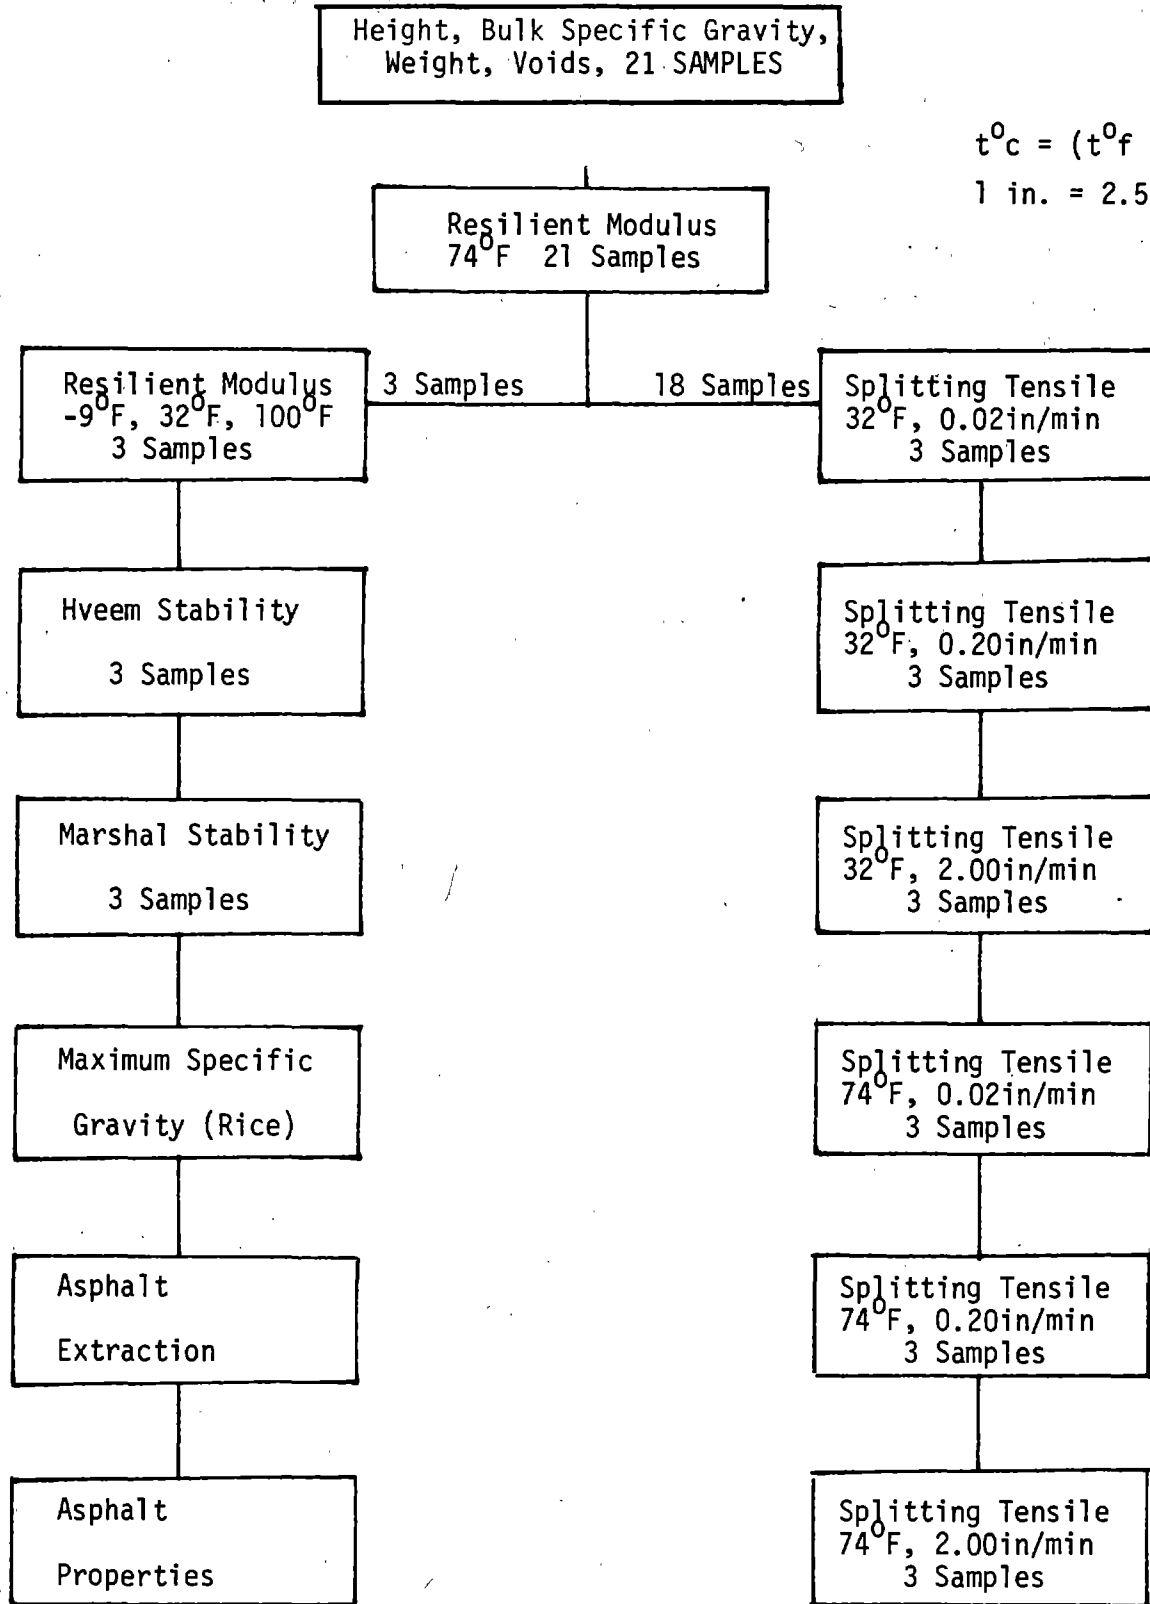 Height, Bulk Specific Gravity,
Weight, Voids, 21 SAMPLES
t°c = (t°f
1 in. = 2.5
Resilient Modulus
74°F 21 Samples
3 Samples
18 Samples
Resilient Modulus
-9°F, 32°F, 100°F
3 Samples
Hveem Stability
3 Samples
Marshal Stability
3 Samples
Maximum Specific
Gravity (Rice)
Asphalt
Extraction
Asphalt
Properties
Splitting Tensile
32°F, 0.02in/min
3 Samples
Splitting Tensile
32°F, 0.20in/min
3 Samples
Splitting Tensile
32°F, 2.00in/min
3 Samples
Splitting Tensile
74°F, 0.02in/min
3 Samples
Splitting Tensile
74°F, 0.20in/min
3 Samples
Splitting Tensile
74°F, 2.00in/min
3 Samples